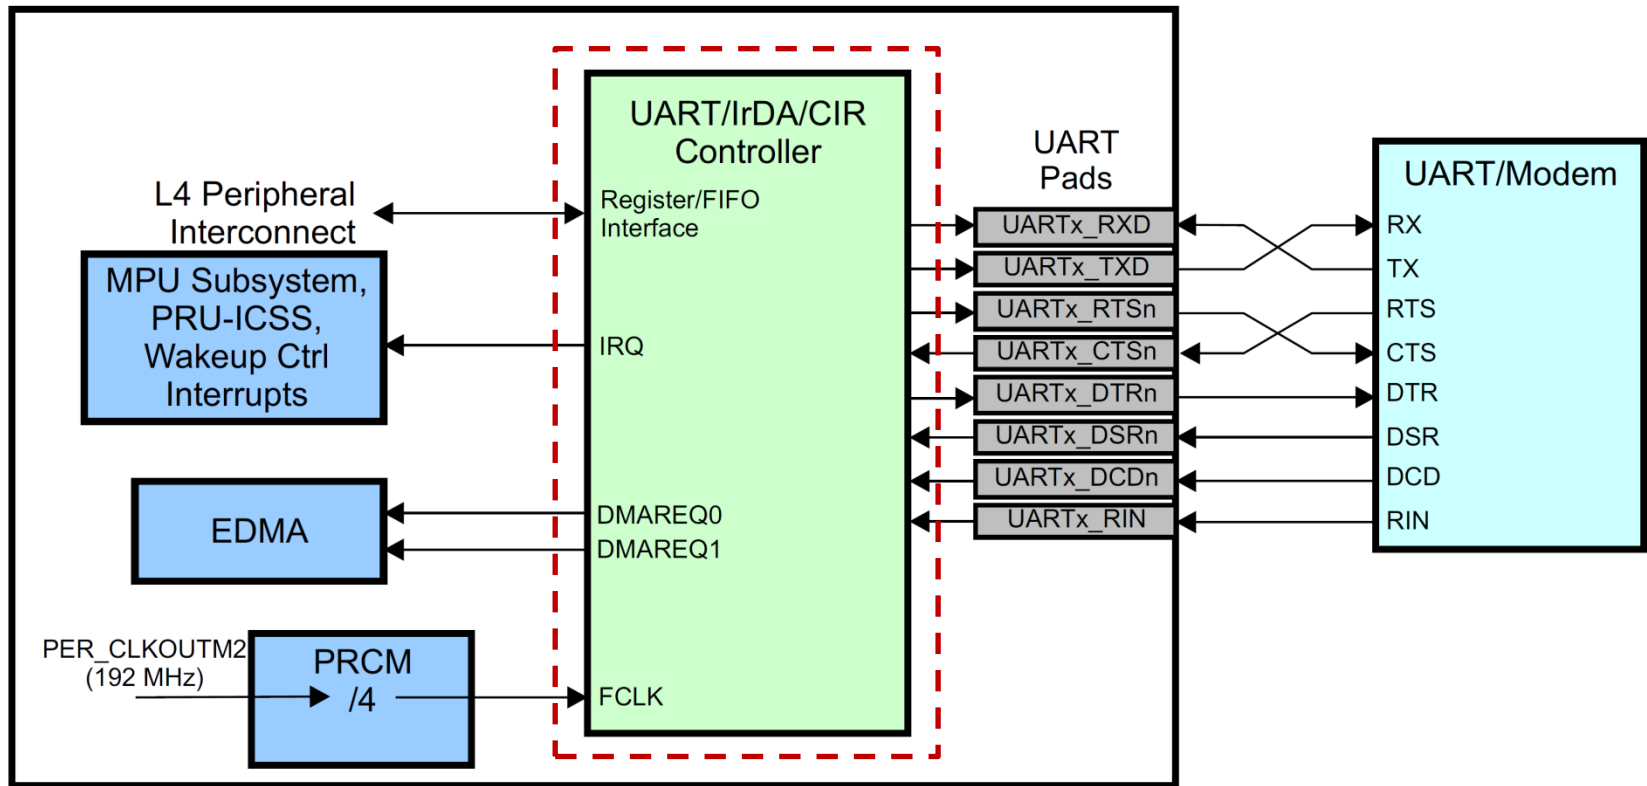 UART/IrDA/CIR
Controller
L4 Peripheral
Interconnect
Register/FIFO
Interface
MPU Subsystem,
PRU-ICSS,
Wakeup Ctrl
Interrupts
IRQ
EDMA
DMAREQ0
DMAREQ1
PER_CLKOUTM2
(192 MHz)
PRCM
/4
FCLK
UART
Pads
UARTx_RXD
UARTx_TXD
UARTx_RTSn
UARTx_CTSn
UARTx_DTRn
UARTx_DSRn
UARTx_DCDn
UARTx_RIN
UART/Modem
RX
TX
RTS
CTS
DTR
DSR
DCD
RIN